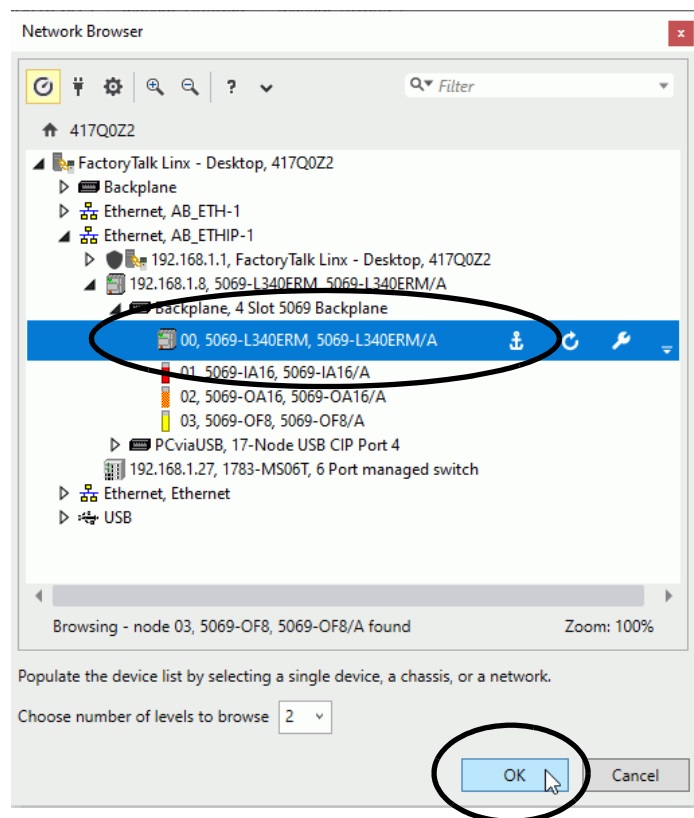 Network Browser
x
? Filter
417Q0Z2
FactoryTalk Linx - Desktop, 417Q0Z2
Backplane
Ethernet, AB_ETH-1
Ethernet, AB_ETHIP-1
192.168.1.1, FactoryTalk Linx - Desktop, 417Q0Z2
192.168.1.8, 5069-L340ERM, 5069-L340ERM/A
Backplane, 4 Slot 5069 Backplane
00, 5069-L340ERM, 5069-L340ERM/A
01, 5069-IA16, 5069-IA16/A
02, 5069-OA16, 5069-OA16/A
03, 5069-OF8, 5069-OF8/A
PCviaUSB, 17-Node USB CIP Port 4
192.168.1.27, 1783-MS06T, 6 Port managed switch
Ethernet, Ethernet
USB
Browsing - node 03, 5069-OF8, 5069-OF8/A found Zoom: 100%
Populate the device list by selecting a single device, a chassis, or a network.
Choose number of levels to browse 2
OK Cancel